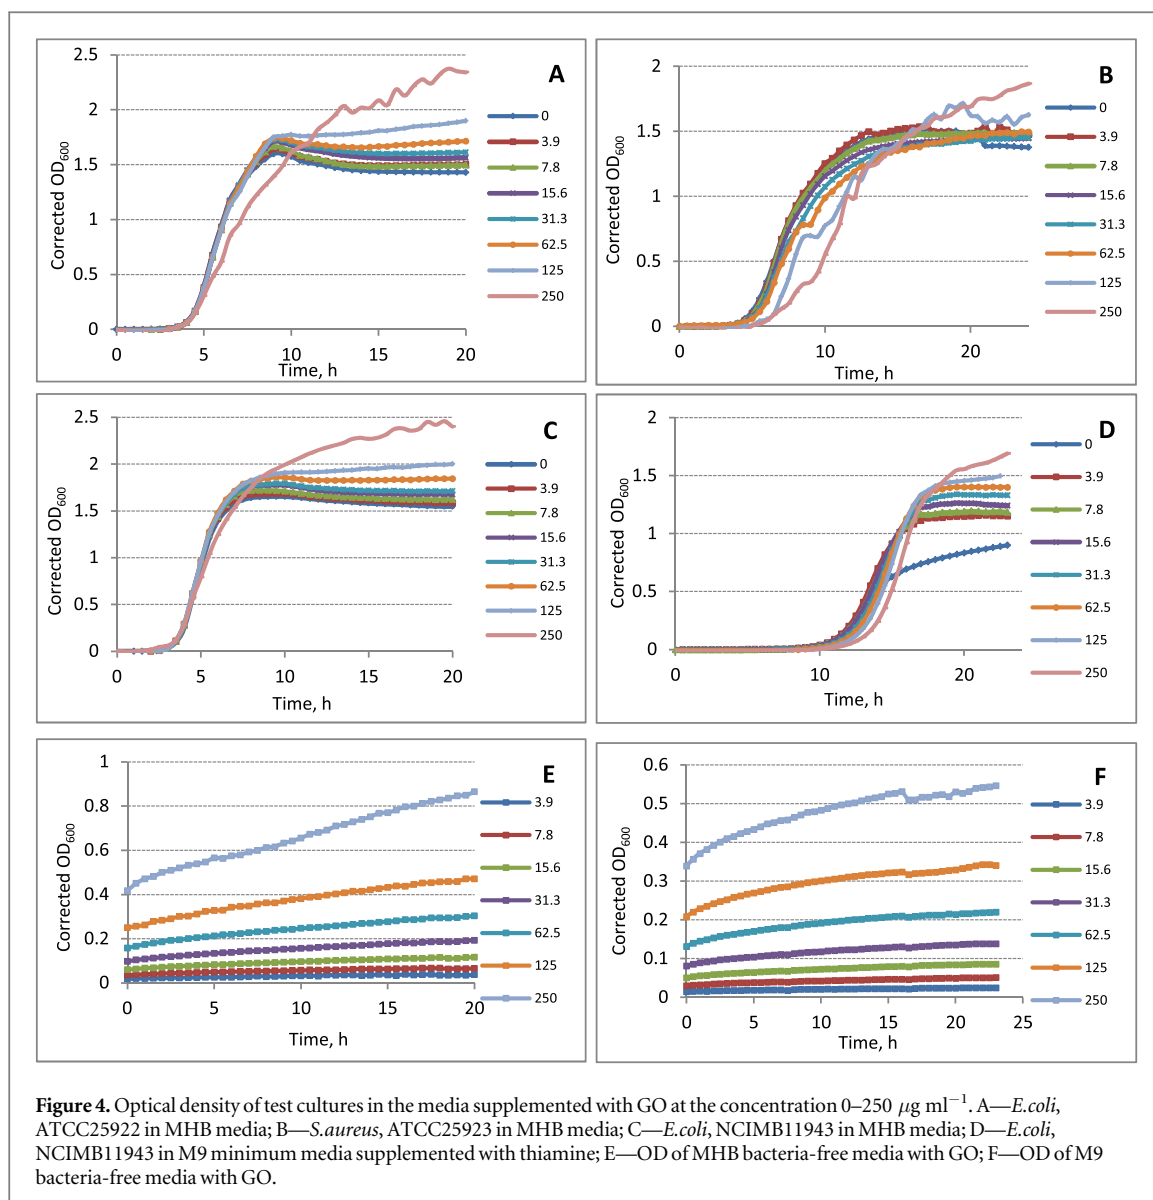 A
Corrected OD600
2.5
2
1.5
1
0.5
0
0 5 10 15 20
Time, h
0
3.9
7.8
15.6
31.3
62.5
125
250
B
Corrected OD600
2
1.5
1
0.5
0
0 10 20
Time, h
0
3.9
7.8
15.6
31.3
62.5
125
250
C
Corrected OD600
2.5
2
1.5
1
0.5
0
0 5 10 15 20
Time, h
0
3.9
7.8
15.6
31.3
62.5
125
250
D
Corrected OD600
2
1.5
1
0.5
0
0 10 20
Time, h
0
3.9
7.8
15.6
31.3
62.5
125
250
E
Corrected OD600
1
0.8
0.6
0.4
0.2
0
0 5 10 15 20
Time, h
3.9
7.8
15.6
31.3
62.5
125
250
F
Corrected OD600
0.6
0.5
0.4
0.3
0.2
0.1
0
0 5 10 15 20 25
Time, h
3.9
7.8
15.6
31.3
62.5
125
250
Figure 4. Optical density of test cultures in the media supplemented with GO at the concentration 0–250 μg ml−1. A—E.coli,
ATCC25922 in MHB media; B—S.aureus, ATCC25923 in MHB media; C—E.coli, NCIMB11943 in MHB media; D—E.coli,
NCIMB11943 in M9 minimum media supplemented with thiamine; E—OD of MHB bacteria-free media with GO; F—OD of M9
bacteria-free media with GO.